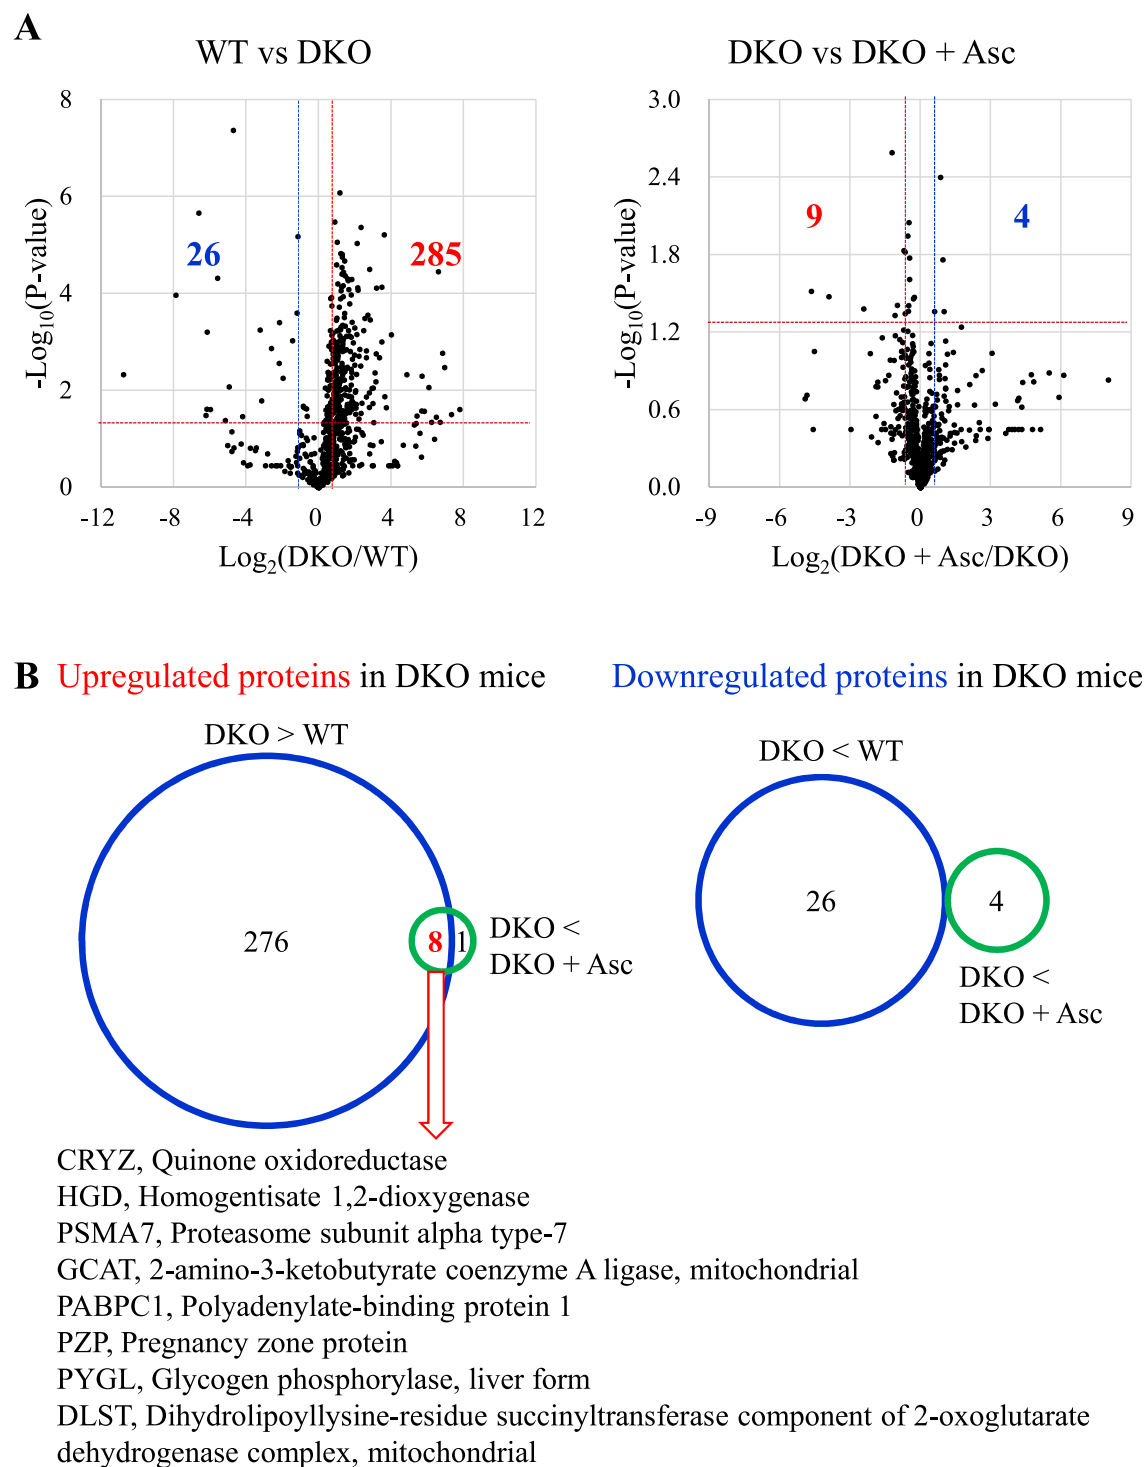 A
WT vs DKO
DKO vs DKO + Asc
8
6
4
2
0
-Log10(P-value)
26
285
-12 -8 -4 0 4 8 12
Log2(DKO/WT)
3.0
2.4
1.8
1.2
0.6
0.0
-Log10(P-value)
9
4
-9 -6 -3 0 3 6 9
Log2(DKO + Asc/DKO)
B Upregulated proteins in DKO mice
Downregulated proteins in DKO mice
DKO > WT
276
8
1
DKO <
DKO + Asc
DKO < WT
26
4
DKO <
DKO + Asc
CRYZ, Quinone oxidoreductase
HGD, Homogentisate 1,2-dioxygenase
PSMA7, Proteasome subunit alpha type-7
GCAT, 2-amino-3-ketobutyrate coenzyme A ligase, mitochondrial
PABPC1, Polyadenylate-binding protein 1
PZP, Pregnancy zone protein
PYGL, Glycogen phosphorylase, liver form
DLST, Dihydrolipoyllysine-residue succinyltransferase component of 2-oxoglutarate
dehydrogenase complex, mitochondrial